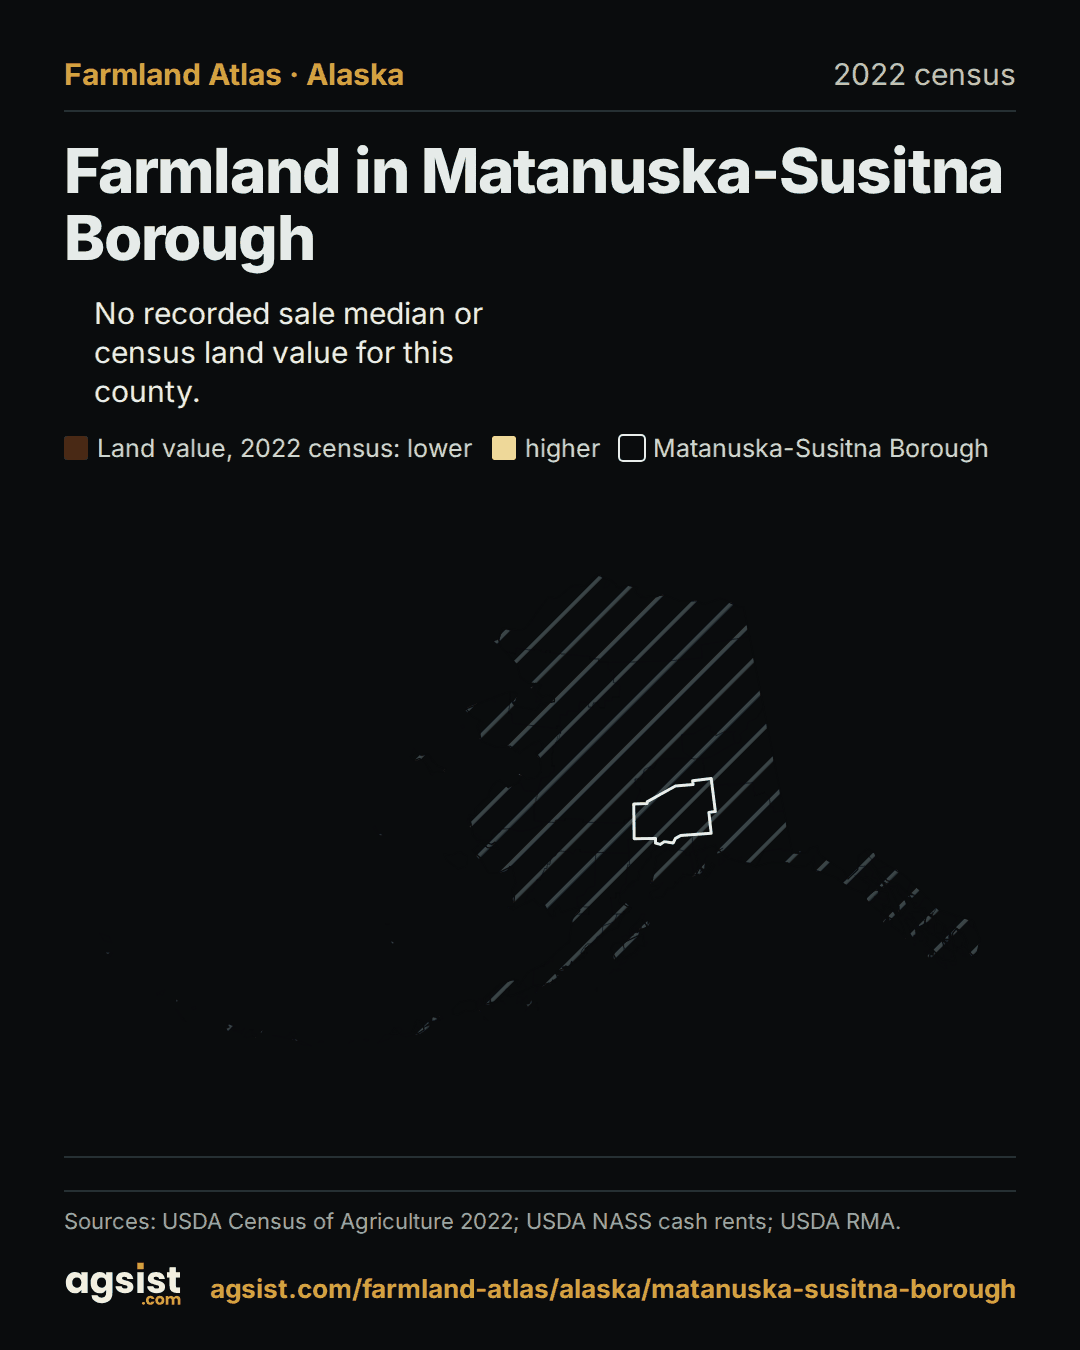 Farmland Atlas · Alaska
2022 census
Farmland in Matanuska-Susitna
Borough
No recorded sale median or
census land value for this
county.
Land value, 2022 census: lower
higher
Matanuska-Susitna Borough
Sources: USDA Census of Agriculture 2022; USDA NASS cash rents; USDA RMA.
agsist
.com
agsist.com/farmland-atlas/alaska/matanuska-susitna-borough